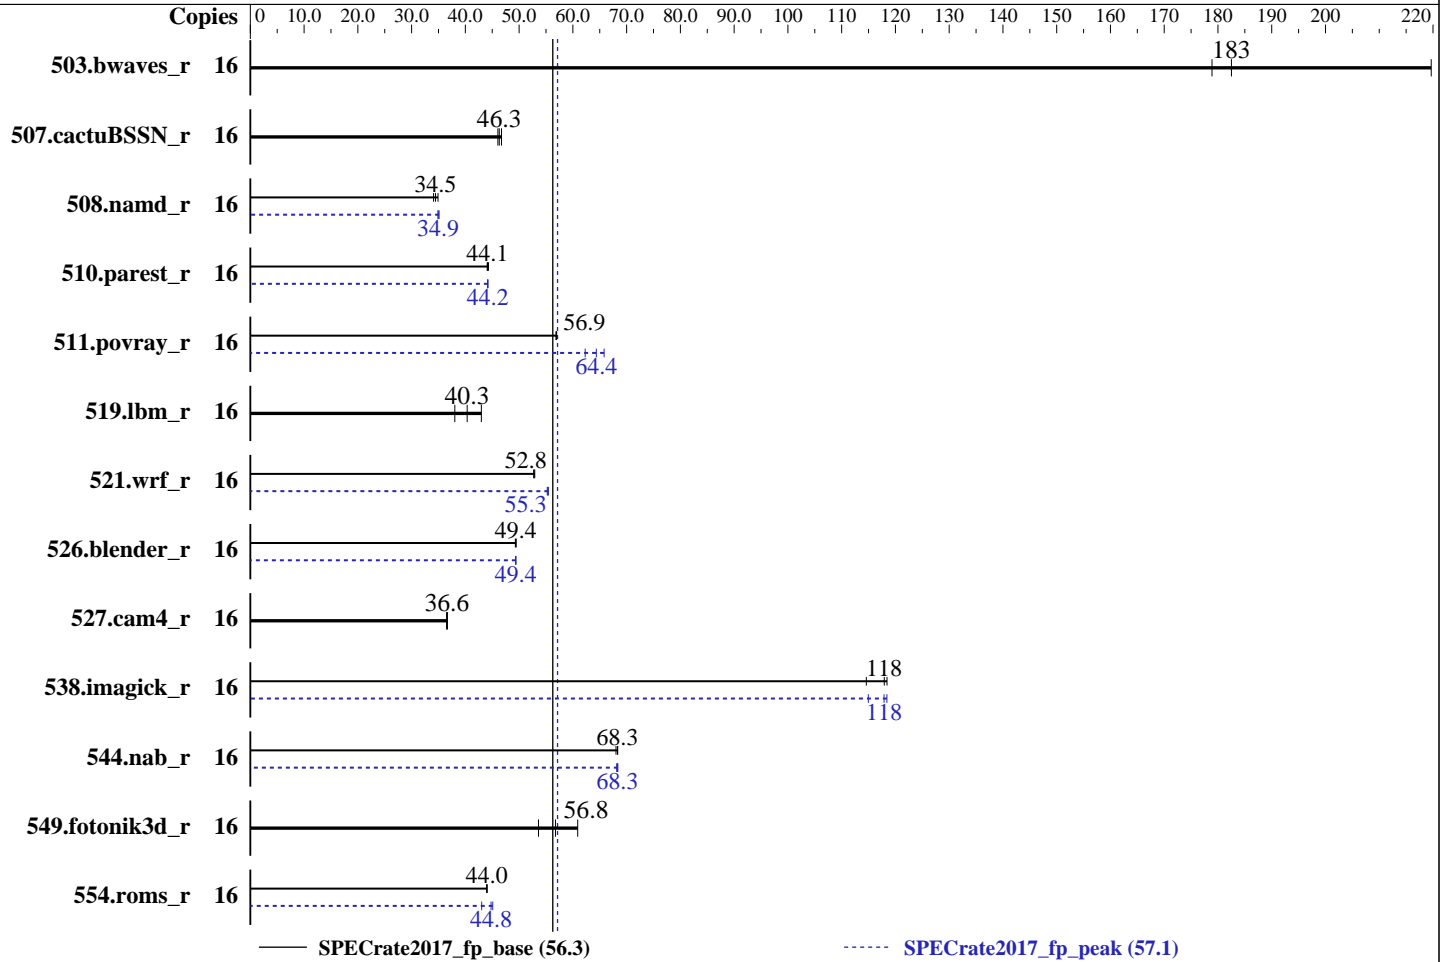 Copies 0 10.0 20.0 30.0 40.0 50.0 60.0 70.0 80.0 90.0 100 110 120 130 140 150 160 170 180 190 200 220
183
503.bwaves_r 16
46.3
507.cactuBSSN_r 16
34.5
508.namd_r 16
34.9
44.1
510.parest_r 16
44.2
56.9
511.povray_r 16
64.4
40.3
519.lbm_r 16
52.8
521.wrf_r 16
55.3
49.4
526.blender_r 16
49.4
36.6
527.cam4_r 16
118
538.imagick_r 16
118
68.3
544.nab_r 16
68.3
56.8
549.fotonik3d_r 16
44.0
554.roms_r 16
44.8
SPECrate2017_fp_base (56.3) SPECrate2017_fp_peak (57.1)